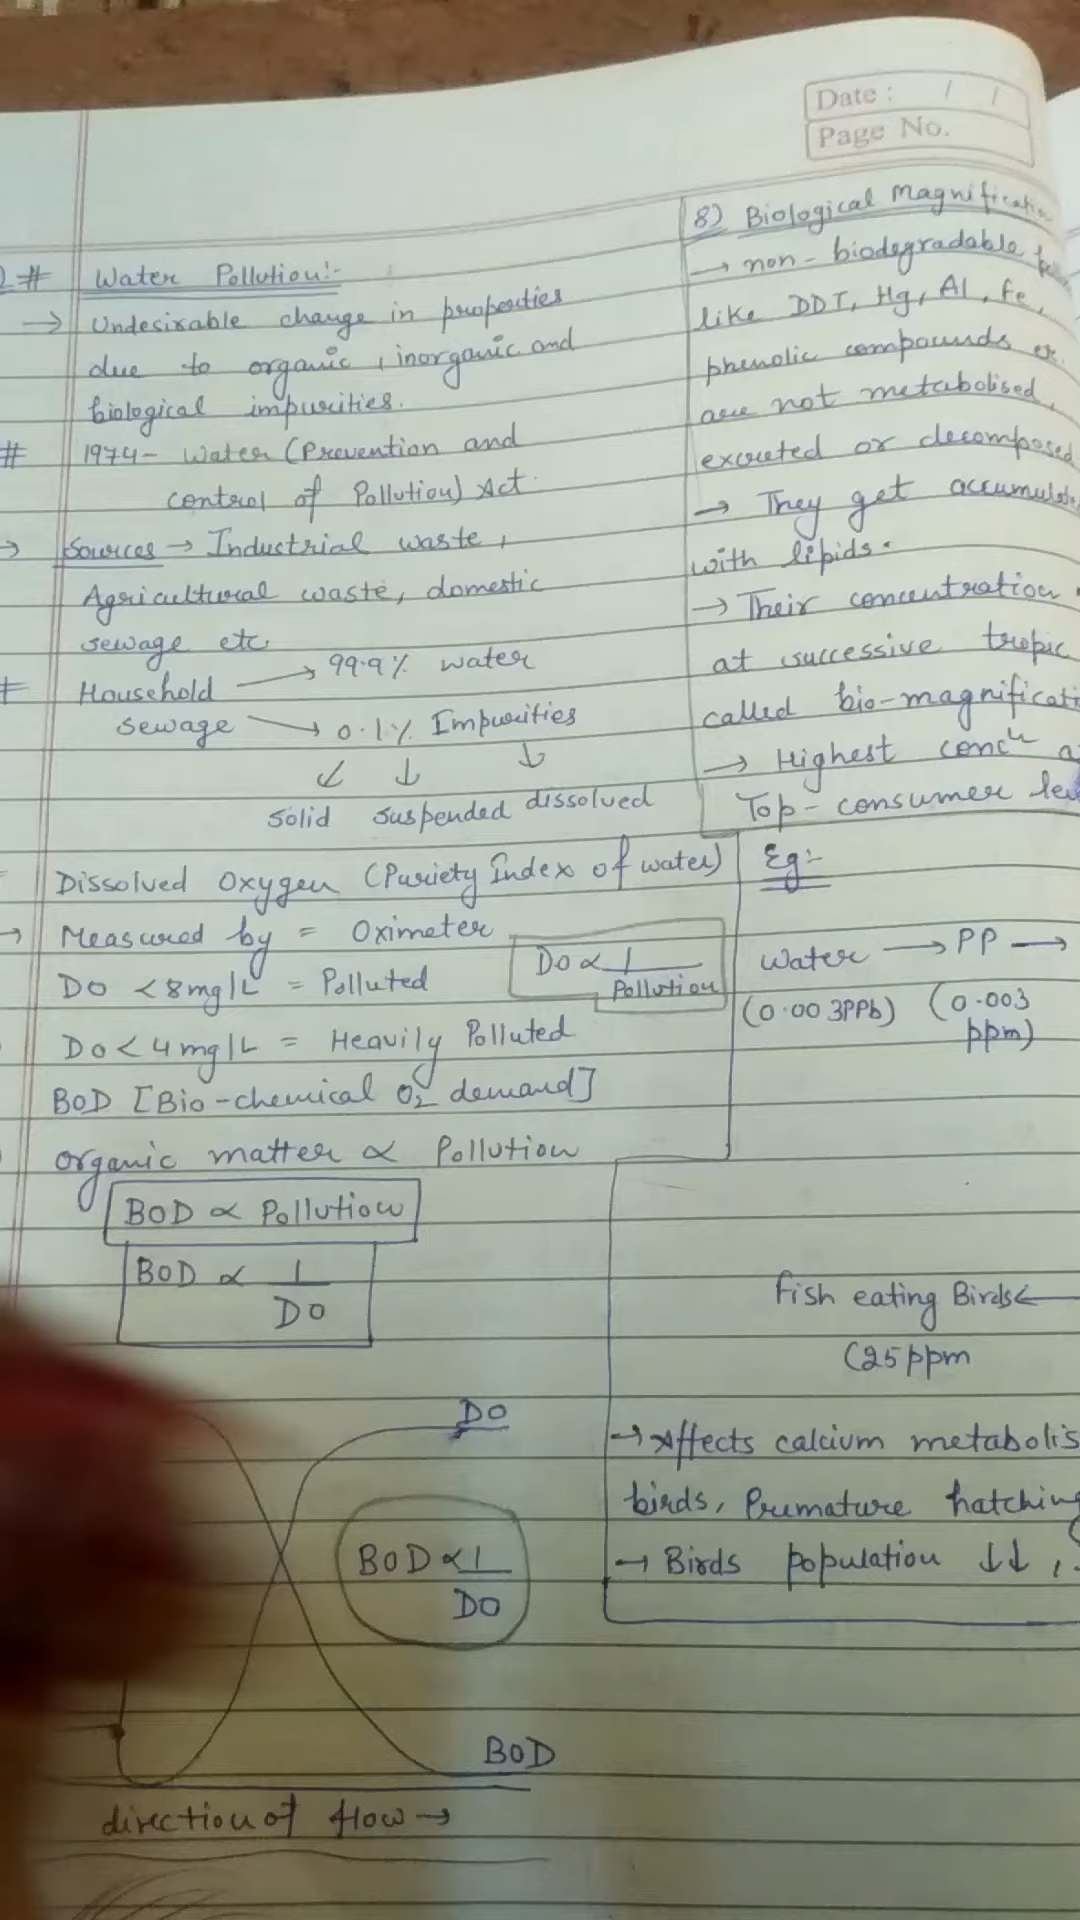 Date : / /
Page No.
# Water Pollution:-
→ Undesirable change in properties
due to organic, inorganic and
biological impurities.
# 1974- Water (Prevention and
control of Pollution) Act.
→ Sources → Industrial waste,
Agricultural waste, domestic
sewage etc.
# Household → 99.9% water
sewage → 0.1% Impurities
↙ ↓ ↓
solid suspended dissolved
Dissolved Oxygen (Puriety Index of water)
→ Measured by = Oximeter
DO < 8mg/L = Polluted
DO ∝ 1
Pollution
DO < 4mg/L = Heavily Polluted
BOD [Bio-chemical O₂ demand]
organic matter ∝ Pollution
BOD ∝ Pollution
BOD ∝ 1
DO
DO
BOD ∝ 1
DO
BOD
direction of flow →
8) Biological Magnification
→ non-biodegradable
like DDT, Hg, Al, Fe,
phenolic compounds
are not metabolised,
excreted or decomposed
→ They get accumulate
with lipids.
→ Their concentration
at successive tropic
called bio-magnificati
→ Highest concⁿ
Top-consumer
Eg:-
Water → PP →
(0.003PPb) (0.003
ppm)
Fish eating Birds ←
(25ppm
→ Affects calcium metabolis
birds, Premature hatching
→ Birds population ↓↓,